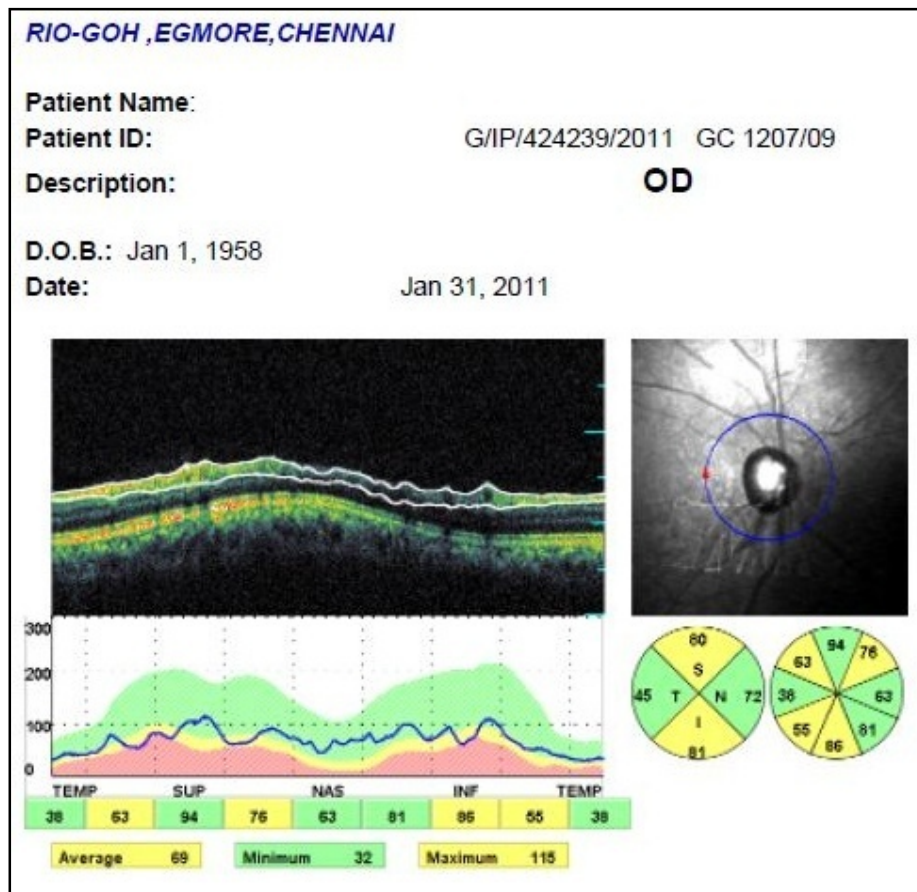 RIO-GOH ,EGMORE,CHENNAI
Patient Name:
Patient ID: G/IP/424239/2011 GC 1207/09
Description: OD
D.O.B.: Jan 1, 1958
Date: Jan 31, 2011
300
200
100
0
TEMP SUP NAS INF TEMP
38 63 94 76 63 81 86 55 38
Average 69 Minimum 32 Maximum 115
80
S
45 T N 72
I
81
94
63 76
38 63
55 81
86